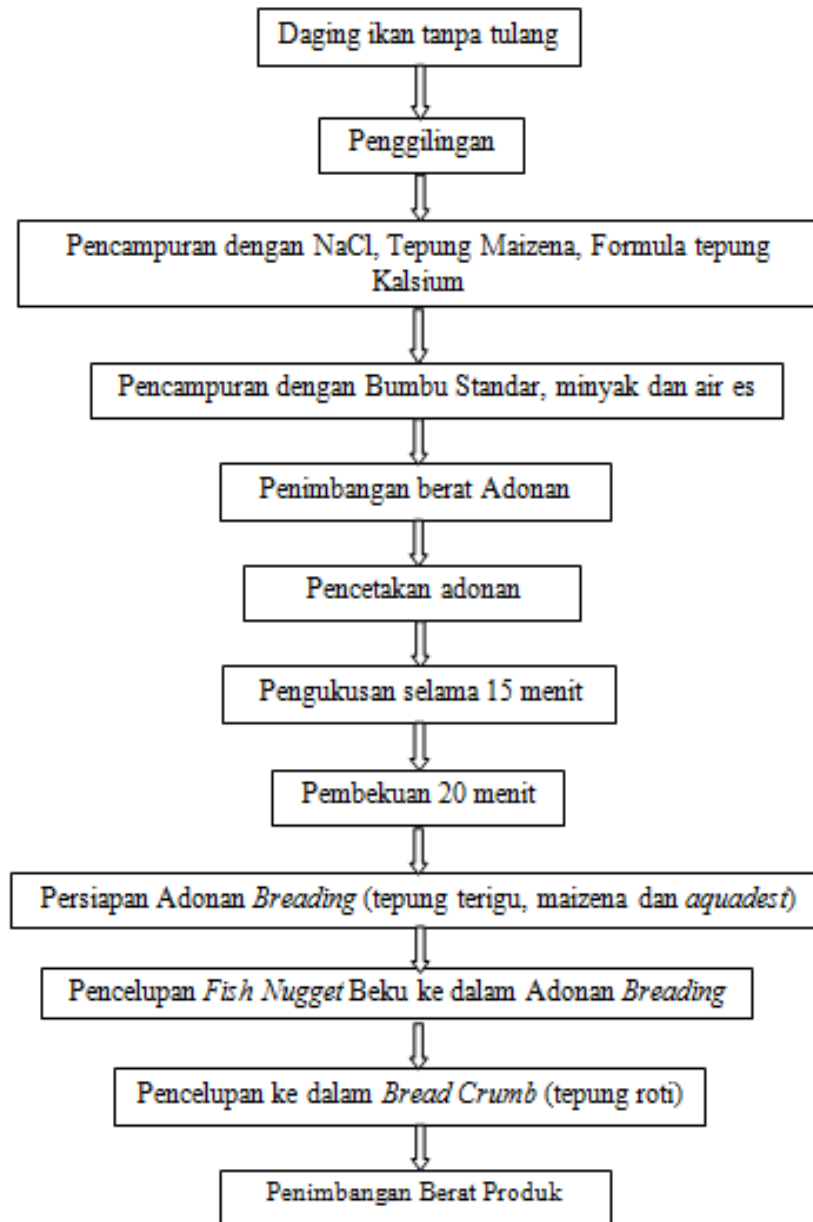 Daging ikan tanpa tulang
Penggilingan
Pencampuran dengan NaCl, Tepung Maizena, Formula tepung
Kalsium
Pencampuran dengan Bumbu Standar, minyak dan air es
Penimbangan berat Adonan
Pencetakan adonan
Pengukusan selama 15 menit
Pembekuan 20 menit
Persiapan Adonan Breading (tepung terigu, maizena dan aquadest)
Pencelupan Fish Nugget Beku ke dalam Adonan Breading
Pencelupan ke dalam Bread Crumb (tepung roti)
Penimbangan Berat Produk